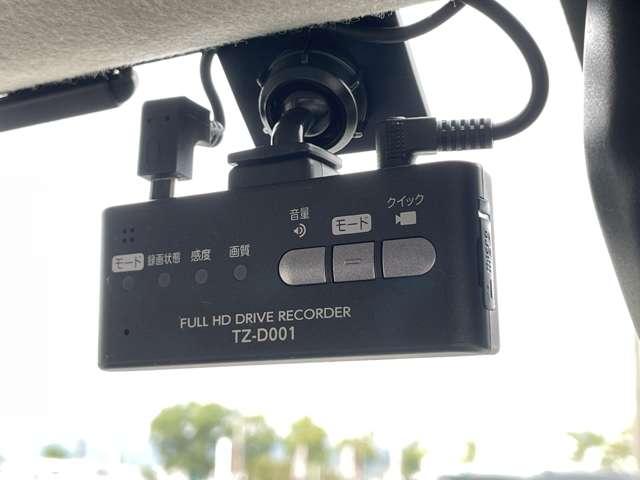 音量
モード
クイック
モード
録画状態
感度
画質
FULL HD DRIVE RECORDER
TZ-D001